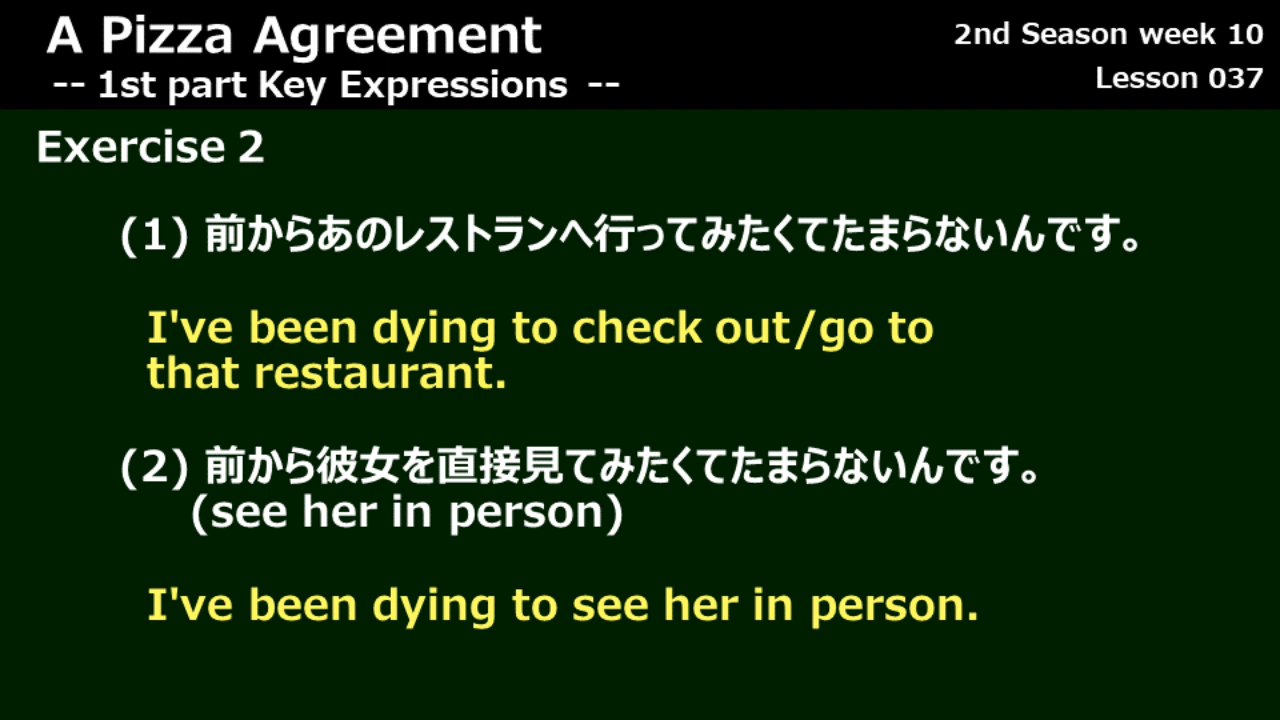 A Pizza Agreement
2nd Season week 10
-- 1st part Key Expressions --
Lesson 037
Exercise 2
(1) 前からあのレストランへ行ってみたくてたまらないんです。
I've been dying to check out/go to
that restaurant.
(2) 前から彼女を直接見てみたくてたまらないんです。
(see her in person)
I've been dying to see her in person.